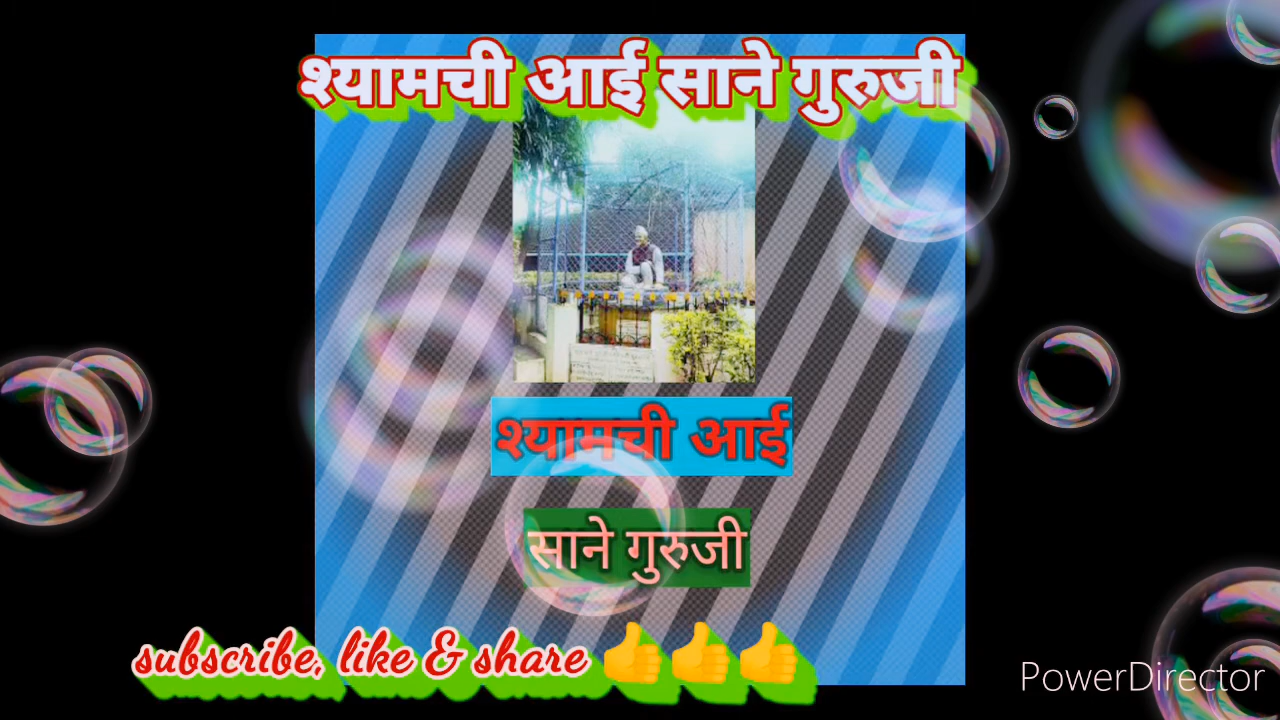 श्यामची आई साने गुरुजी
श्यामची आई
साने गुरुजी
subscribe, like & share 👍👍👍
PowerDirector